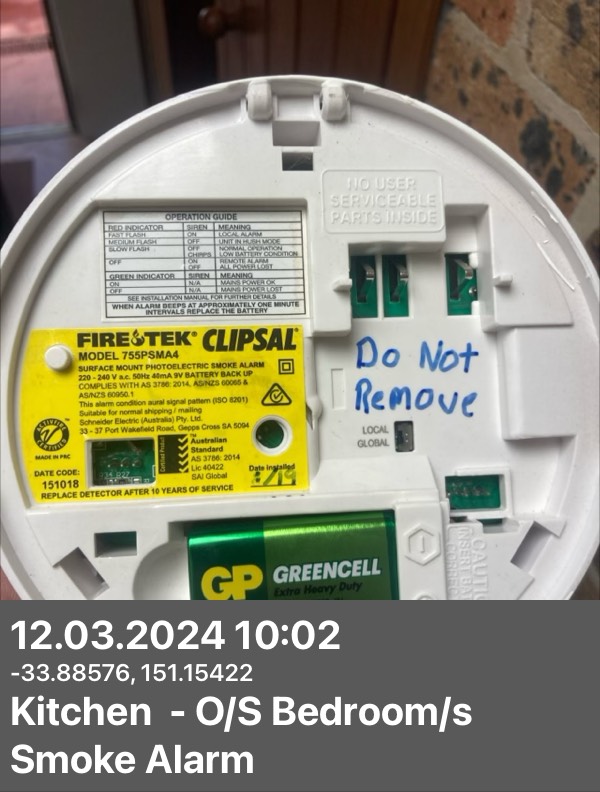 NO USER
SERVICEABLE
PARTS INSIDE
OPERATION GUIDE
RED INDICATOR SIREN MEANING
FAST FLASH ON LOCAL ALARM
MEDIUM FLASH OFF UNIT IN HUSH MODE
SLOW FLASH OFF NORMAL OPERATION
CHIRPS LOW BATTERY CONDITION
OFF ON REMOTE ALARM
OFF ALL POWER LOST
GREEN INDICATOR SIREN MEANING
ON N/A MAINS POWER OK
OFF N/A MAINS POWER LOST
SEE INSTALLATION MANUAL FOR FURTHER DETAILS
WHEN ALARM BEEPS AT APPROXIMATELY ONE MINUTE
INTERVALS REPLACE THE BATTERY
FIRETEK CLIPSAL
MODEL 755PSMA4
SURFACE MOUNT PHOTOELECTRIC SMOKE ALARM
220 - 240 V a.c. 50Hz 40mA 9V BATTERY BACK UP
COMPLIES WITH AS 3786: 2014, AS/NZS 60065 &
AS/NZS 60950.1
This alarm condition aural signal pattern (ISO 8201)
Suitable for normal shipping / mailing
Schneider Electric (Australia) Pty. Ltd.
33 - 37 Port Wakefield Road, Gepps Cross SA 5094
ACTIVFIRE
CERTIFIED
MADE IN PRC
Certified Product
Australian
Standard
AS 3786: 2014
Lic 40422
SAI Global
DATE CODE:
151018
Date installed
/19
REPLACE DETECTOR AFTER 10 YEARS OF SERVICE
Do Not
Remove
LOCAL
GLOBAL
GP GREENCELL
Extra Heavy Duty
12.03.2024 10:02
-33.88576, 151.15422
Kitchen - O/S Bedroom/s
Smoke Alarm